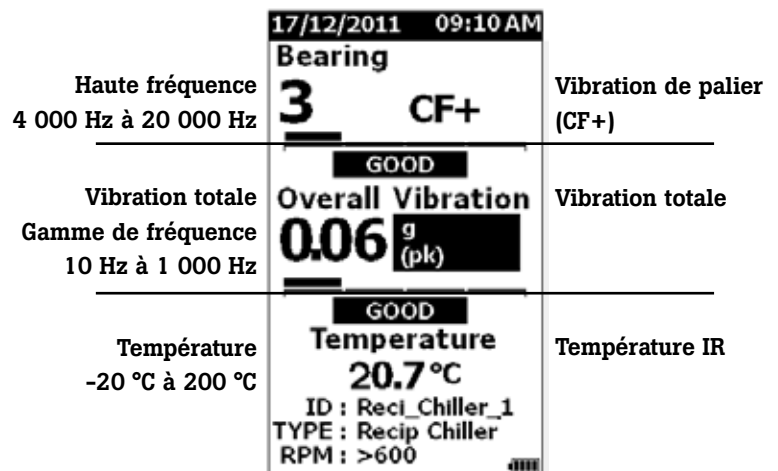 17/12/2011 09:10 AM
Bearing
Haute fréquence
4 000 Hz à 20 000 Hz
3 CF+
Vibration de palier
(CF+)
GOOD
Vibration totale
Gamme de fréquence
10 Hz à 1 000 Hz
Overall Vibration
0.06 g
(pk)
Vibration totale
GOOD
Température
-20 °C à 200 °C
Temperature
20.7 °C
Température IR
ID : Reci_Chiller_1
TYPE : Recip Chiller
RPM : >600